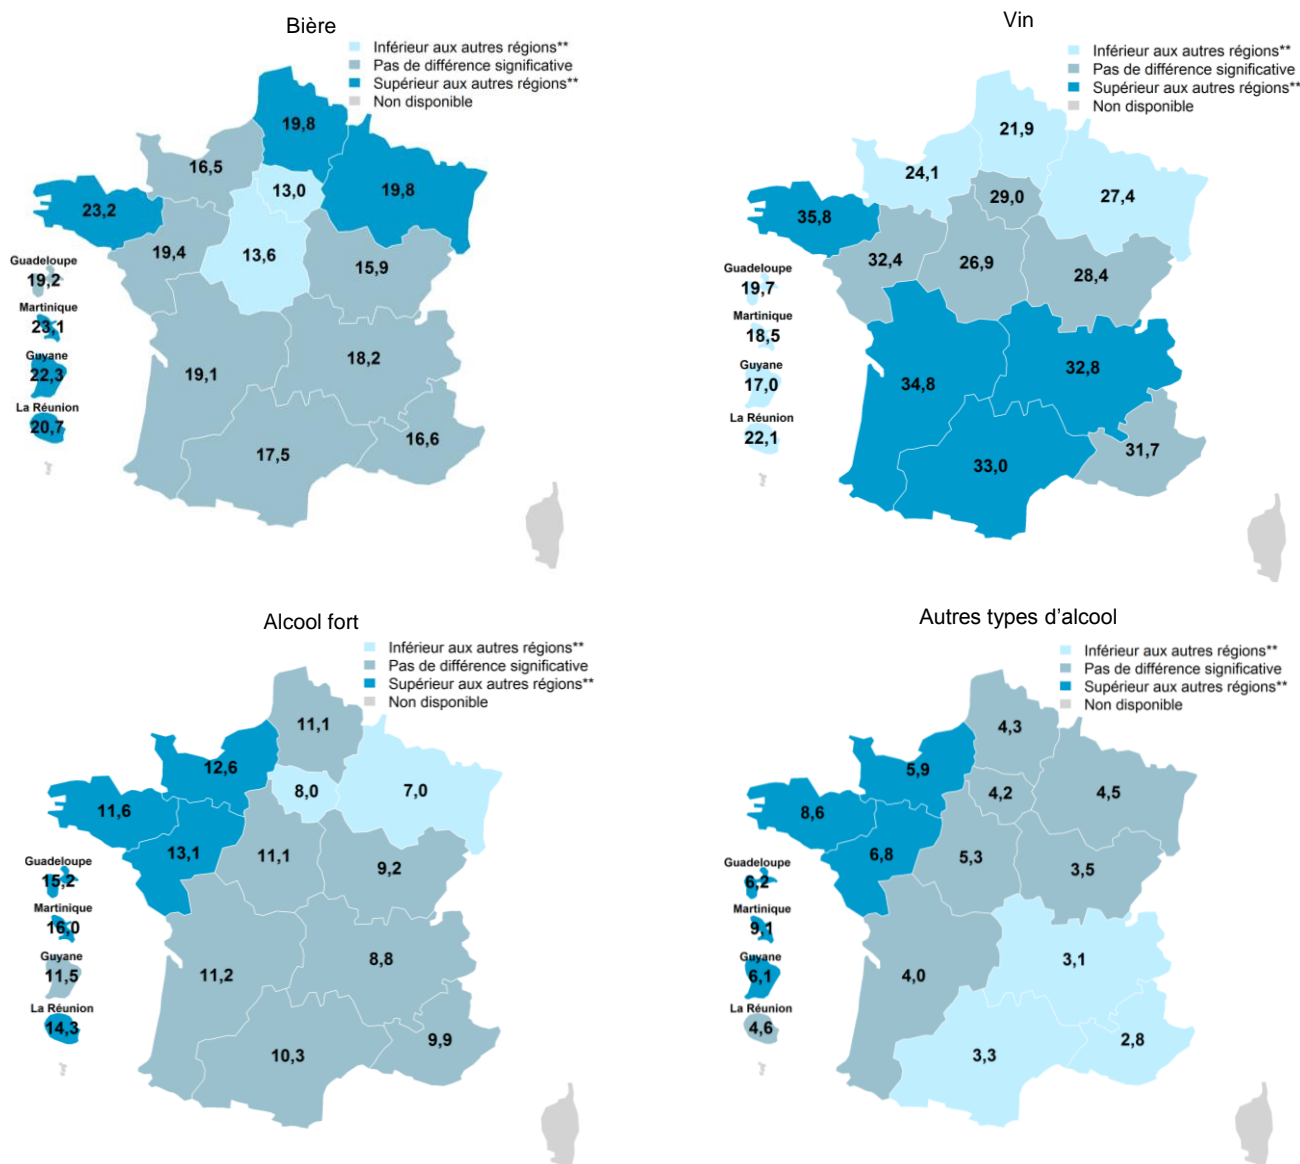 Bière
Inférieur aux autres régions**
Pas de différence significative
Supérieur aux autres régions**
Non disponible
19,8
16,5
13,0
19,8
23,2
19,4
13,6
15,9
Guadeloupe
19,2
Martinique
23,1
Guyane
22,3
La Réunion
20,7
18,2
19,1
17,5
16,6
Vin
Inférieur aux autres régions**
Pas de différence significative
Supérieur aux autres régions**
Non disponible
21,9
24,1
29,0
27,4
35,8
32,4
26,9
28,4
Guadeloupe
19,7
Martinique
18,5
Guyane
17,0
La Réunion
22,1
32,8
34,8
33,0
31,7
Alcool fort
Inférieur aux autres régions**
Pas de différence significative
Supérieur aux autres régions**
Non disponible
11,1
12,6
8,0
7,0
11,6
13,1
11,1
9,2
Guadeloupe
15,2
Martinique
16,0
Guyane
11,5
La Réunion
14,3
8,8
11,2
10,3
9,9
Autres types d'alcool
Inférieur aux autres régions**
Pas de différence significative
Supérieur aux autres régions**
Non disponible
4,3
5,9
4,2
4,5
8,6
6,8
5,3
3,5
Guadeloupe
6,2
Martinique
9,1
Guyane
6,1
La Réunion
4,6
3,1
4,0
3,3
2,8